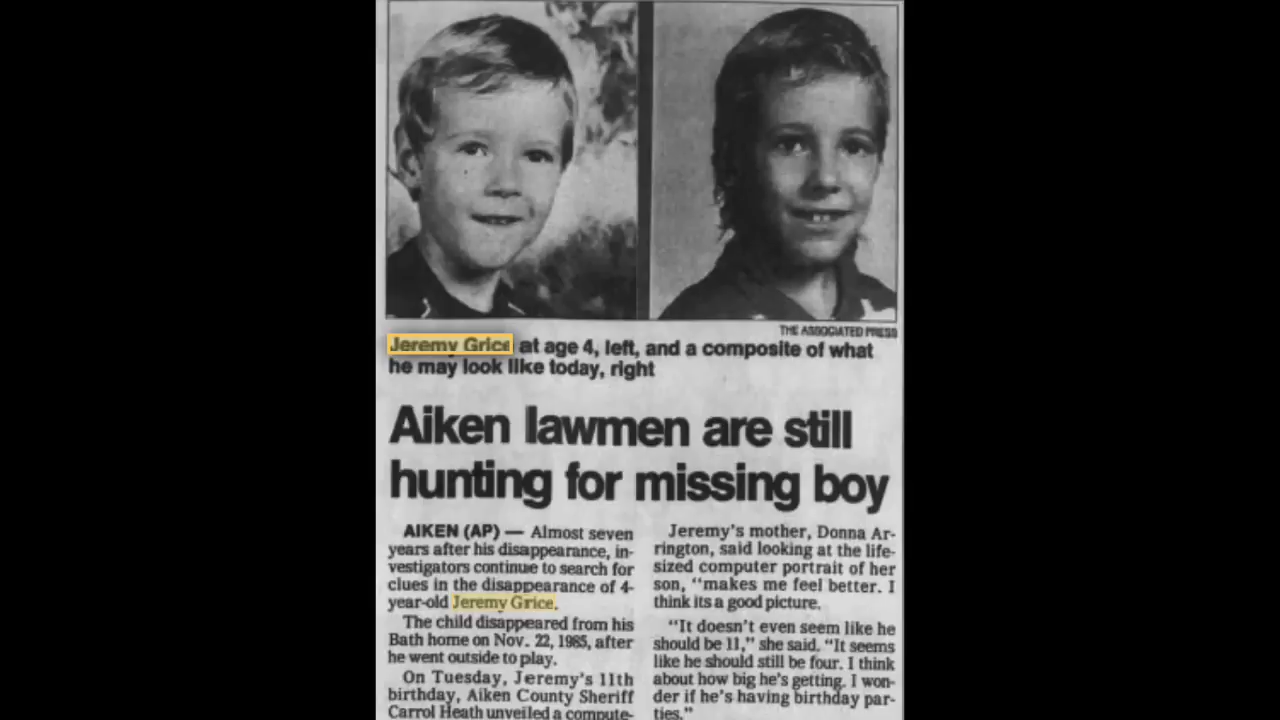 THE ASSOCIATED PRESS
Jeremy Grice at age 4, left, and a composite of what
he may look like today, right
Aiken lawmen are still
hunting for missing boy
AIKEN (AP) — Almost seven
years after his disappearance, in-
vestigators continue to search for
clues in the disappearance of 4-
year-old Jeremy Grice.
The child disappeared from his
Bath home on Nov. 22, 1985, after
he went outside to play.
On Tuesday, Jeremy's 11th
birthday, Aiken County Sheriff
Carrol Heath unveiled a compute-
Jeremy's mother, Donna Ar-
rington, said looking at the life-
sized computer portrait of her
son, "makes me feel better. I
think its a good picture.
"It doesn't even seem like he
should be 11," she said. "It seems
like he should still be four. I think
about how big he's getting. I won-
der if he's having birthday par-
ties."